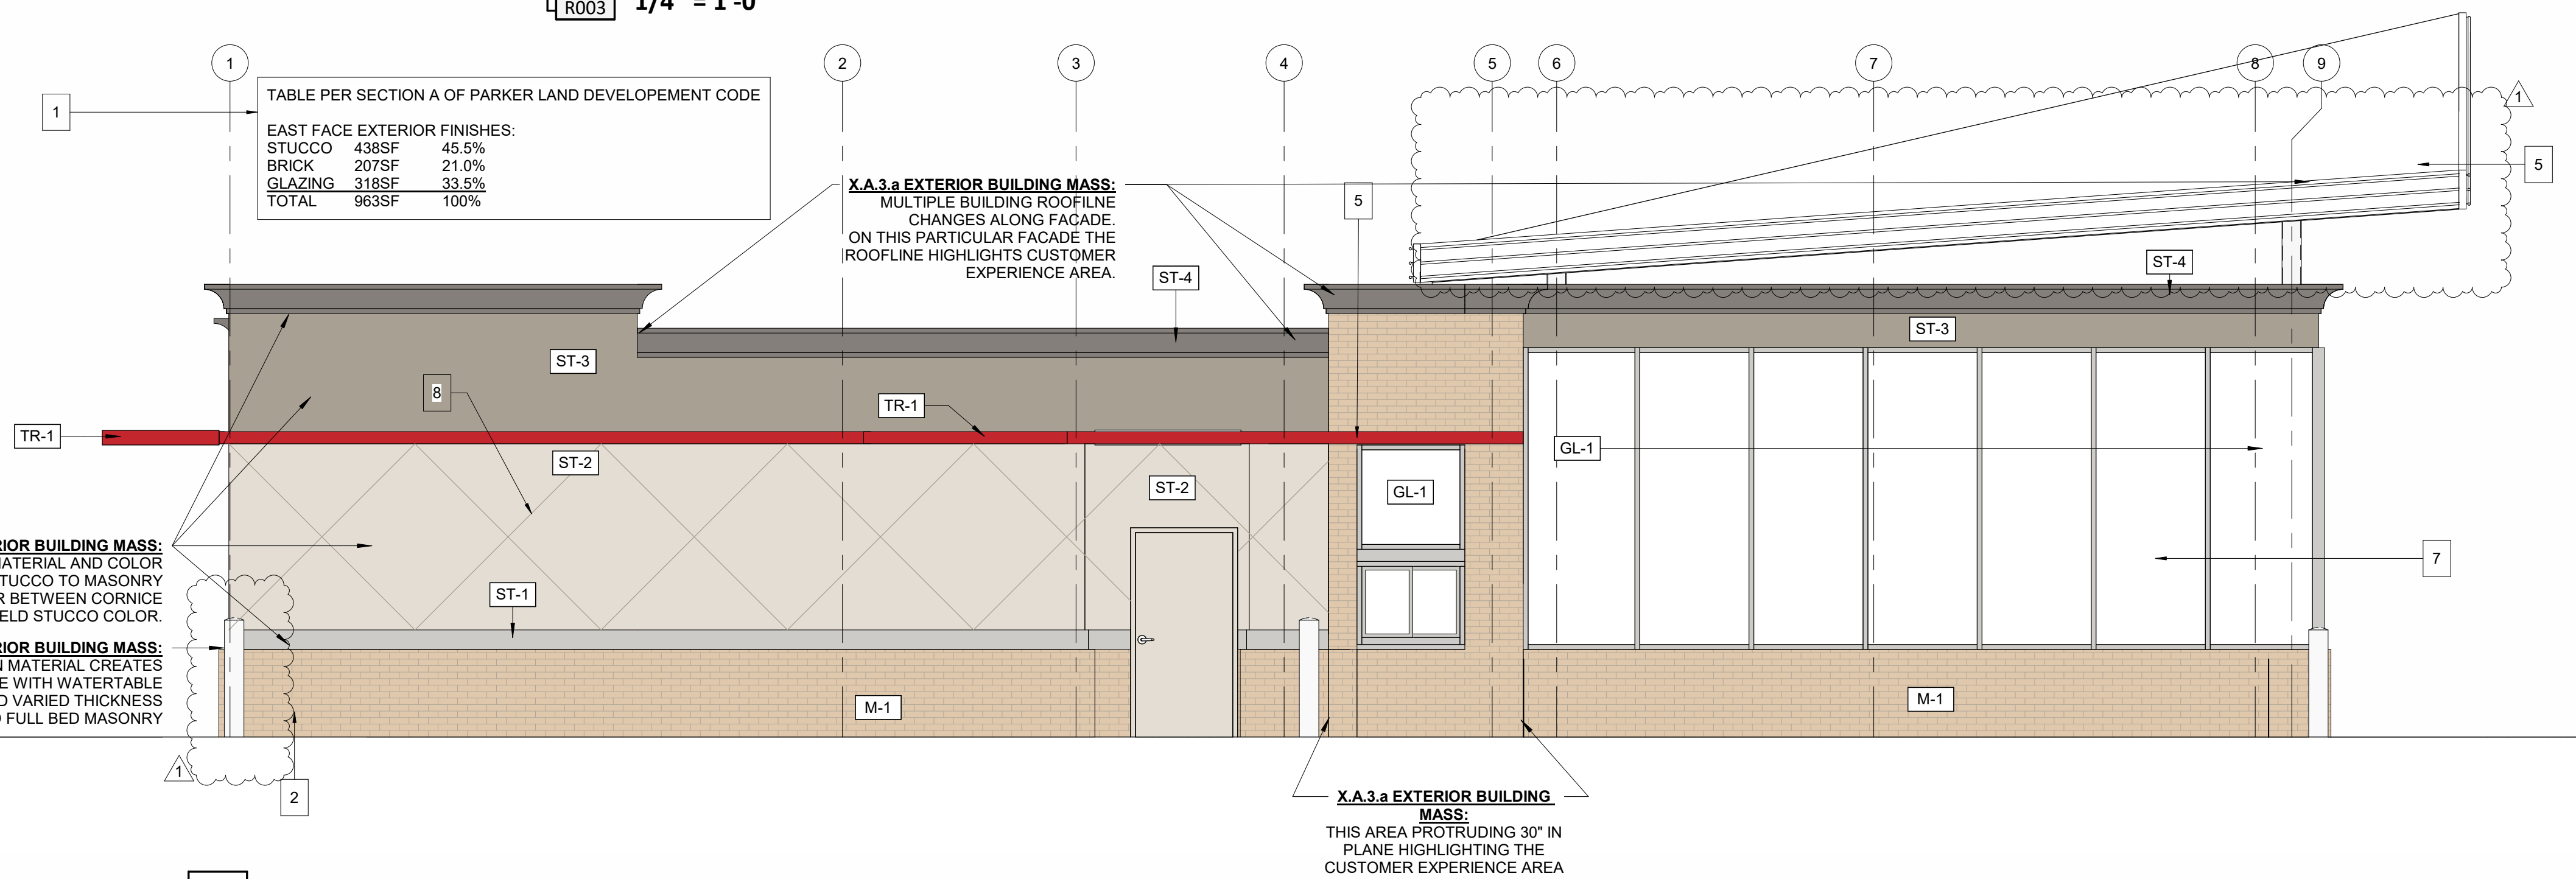 R003
1/4" = 1'-0"
1
2
3
4
5
6
7
8
9
1
TABLE PER SECTION A OF PARKER LAND DEVELOPEMENT CODE
EAST FACE EXTERIOR FINISHES:
STUCCO 438SF 45.5%
BRICK 207SF 21.0%
GLAZING 318SF 33.5%
TOTAL 963SF 100%
1
5
X.A.3.a EXTERIOR BUILDING MASS:
MULTIPLE BUILDING ROOFILNE
CHANGES ALONG FACADE.
ON THIS PARTICULAR FACADE THE
ROOFLINE HIGHLIGHTS CUSTOMER
EXPERIENCE AREA.
5
ST-4
ST-4
ST-3
ST-3
8
TR-1
TR-1
ST-2
GL-1
ST-2
GL-1
RIOR BUILDING MASS:
MATERIAL AND COLOR
TUCCO TO MASONRY
R BETWEEN CORNICE
ELD STUCCO COLOR.
7
ST-1
RIOR BUILDING MASS:
N MATERIAL CREATES
E WITH WATERTABLE
D VARIED THICKNESS
FULL BED MASONRY
M-1
M-1
1
2
X.A.3.a EXTERIOR BUILDING
MASS:
THIS AREA PROTRUDING 30" IN
PLANE HIGHLIGHTING THE
CUSTOMER EXPERIENCE AREA